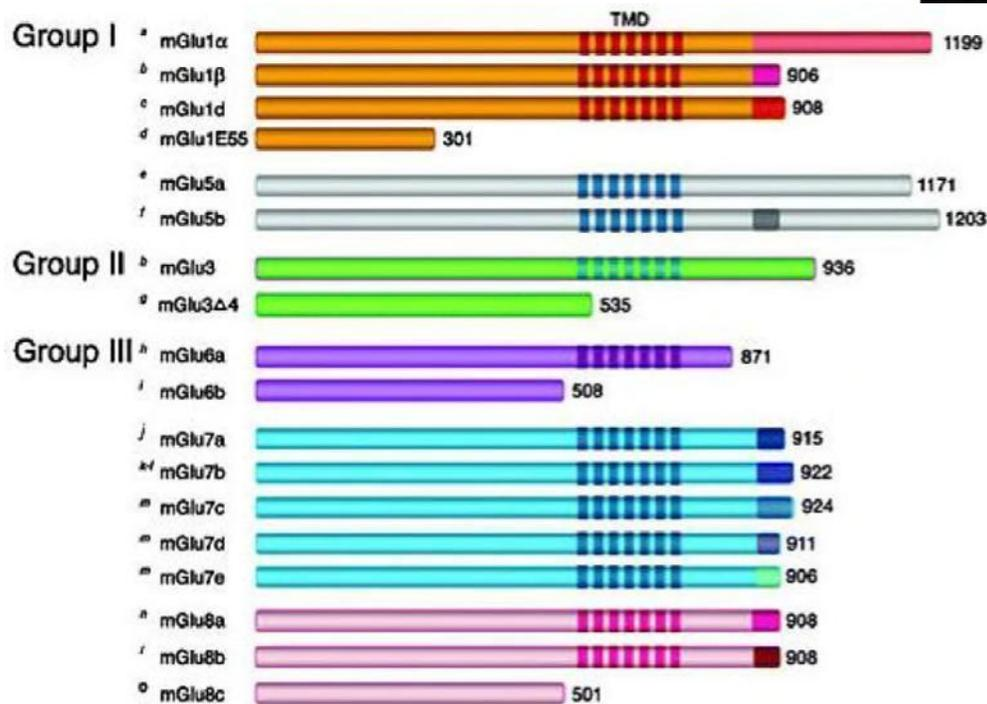 TMD
Group I a mGlu1α 1199
b mGlu1β 906
c mGlu1d 908
d mGlu1E55 301
e mGlu5a 1171
f mGlu5b 1203
Group II b mGlu3 936
g mGlu3Δ4 535
Group III h mGlu6a 871
i mGlu6b 508
j mGlu7a 915
k-l mGlu7b 922
m mGlu7c 924
m mGlu7d 911
m mGlu7e 906
n mGlu8a 908
mGlu8b 908
o mGlu8c 501